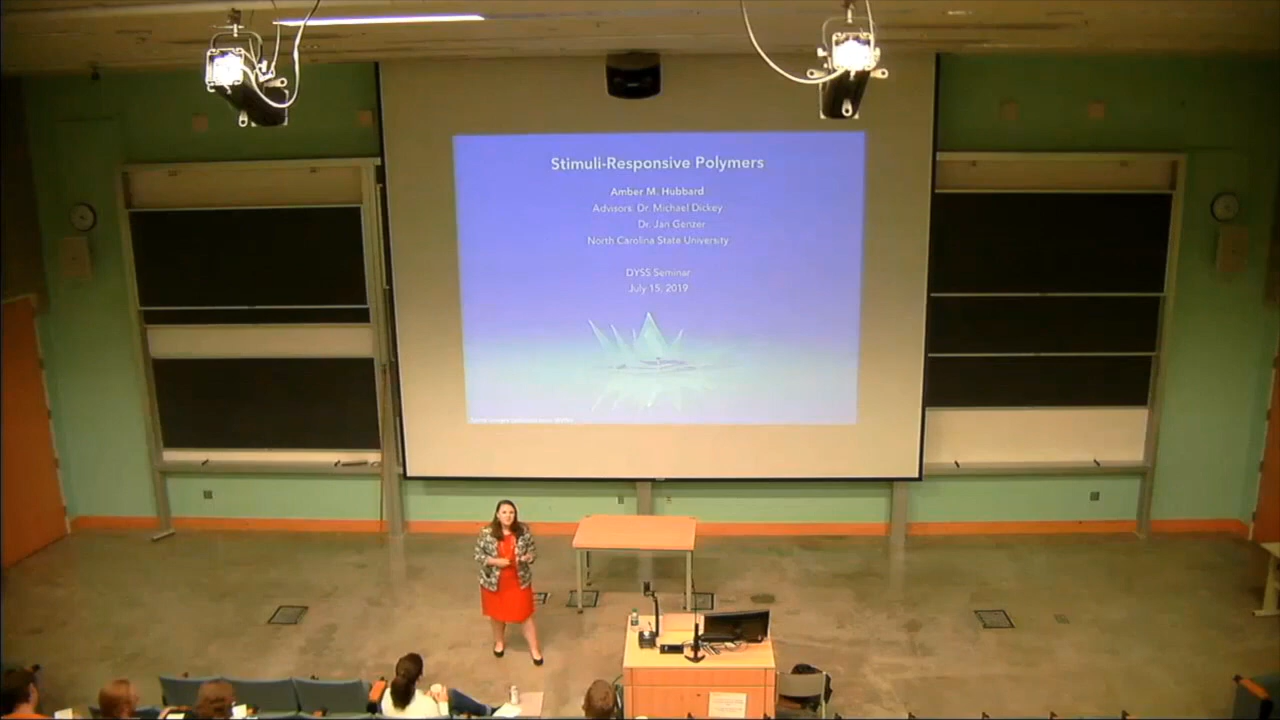 Stimuli-Responsive Polymers
Amber M. Hubbard
Advisors: Dr. Michael Dickey
Dr. Jan Genzer
North Carolina State University
DYSS Seminar
July 15, 2019